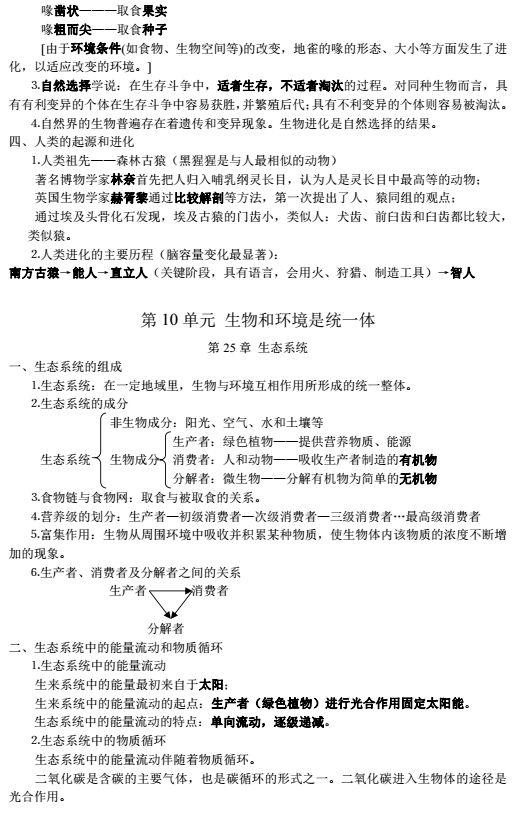 喙凿状———取食果实
喙粗而尖——取食种子
[由于环境条件(如食物、生物空间等)的改变，地雀的喙的形态、大小等方面发生了进
化，以适应改变的环境。]
3.自然选择学说：在生存斗争中，适者生存，不适者淘汰的过程。对同种生物而言，具
有有利变异的个体在生存斗争中容易获胜,并繁殖后代；具有不利变异的个体则容易被淘汰。
4.自然界的生物普遍存在着遗传和变异现象。生物进化是自然选择的结果。
四、人类的起源和进化
1.人类祖先——森林古猿（黑猩猩是与人最相似的动物）
著名博物学家林奈首先把人归入哺乳纲灵长目，认为人是灵长目中最高等的动物；
英国生物学家赫胥黎通过比较解剖等方法，第一次提出了人、猿同组的观点；
通过埃及头骨化石发现，埃及古猿的门齿小，类似人：犬齿、前臼齿和臼齿都比较大，
类似猿。
2.人类进化的主要历程（脑容量变化最显著）：
南方古猿→能人→直立人（关键阶段，具有语言，会用火、狩猎、制造工具）→智人
第 10 单元 生物和环境是统一体
第 25 章 生态系统
一、生态系统的组成
1.生态系统：在一定地域里，生物与环境互相作用所形成的统一整体。
2.生态系统的成分
非生物成分：阳光、空气、水和土壤等
生产者：绿色植物——提供营养物质、能源
生态系统 生物成分 消费者：人和动物——吸收生产者制造的有机物
分解者：微生物——分解有机物为简单的无机物
3.食物链与食物网：取食与被取食的关系。
4.营养级的划分：生产者—初级消费者—次级消费者—三级消费者…最高级消费者
5.富集作用：生物从周围环境中吸收并积累某种物质，使生物体内该物质的浓度不断增
加的现象。
6.生产者、消费者及分解者之间的关系
生产者 消费者
分解者
二、生态系统中的能量流动和物质循环
1.生态系统中的能量流动
生来系统中的能量最初来自于太阳；
生来系统中的能量流动的起点：生产者（绿色植物）进行光合作用固定太阳能。
生态系统中的能量流动的特点：单向流动，逐级递减。
2.生态系统中的物质循环
生态系统中的能量流动伴随着物质循环。
二氧化碳是含碳的主要气体，也是碳循环的形式之一。二氧化碳进入生物体的途径是
光合作用。